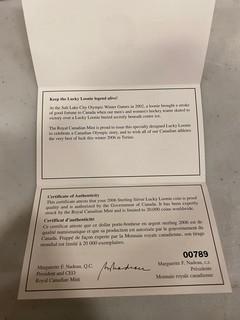 Keep the Lucky Loonie legend alive!
At the Salt Lake City Olympic Winter Games in 2002, a loonie brought a stroke
of good fortune to Canada when our men's and women's hockey teams skated to
victory over a Lucky Loonie buried secretly beneath centre ice.
The Royal Canadian Mint is proud to issue this specially designed Lucky Loonie to
celebrate a Canadian Olympic story, and to wish all of our Canadian athletes
the very best of luck this winter 2006 in Torino.
Certificate of Authenticity
This certificate attests that your 2006 Sterling Silver Lucky Loonie coin is proof
quality and is authorized by the Government of Canada. It has been expertly
struck by the Royal Canadian Mint and is limited to 20,000 coins worldwide.
Certificat d'authenticité
Ce certificat atteste que ce dollar porte-bonheur en argent sterling 2006 est de
qualité numismatique et que sa production est autorisée par le gouvernement du
Canada. Frappé de façon experte par la Monnaie royale canadienne, son tirage
mondial est limité à 20 000 exemplaires.
00789
Marguerite F. Nadeau, Q.C.
President and CEO
Royal Canadian Mint
Marguerite F. Nadeau, c.r.
Présidente
Monnaie royale canadienne